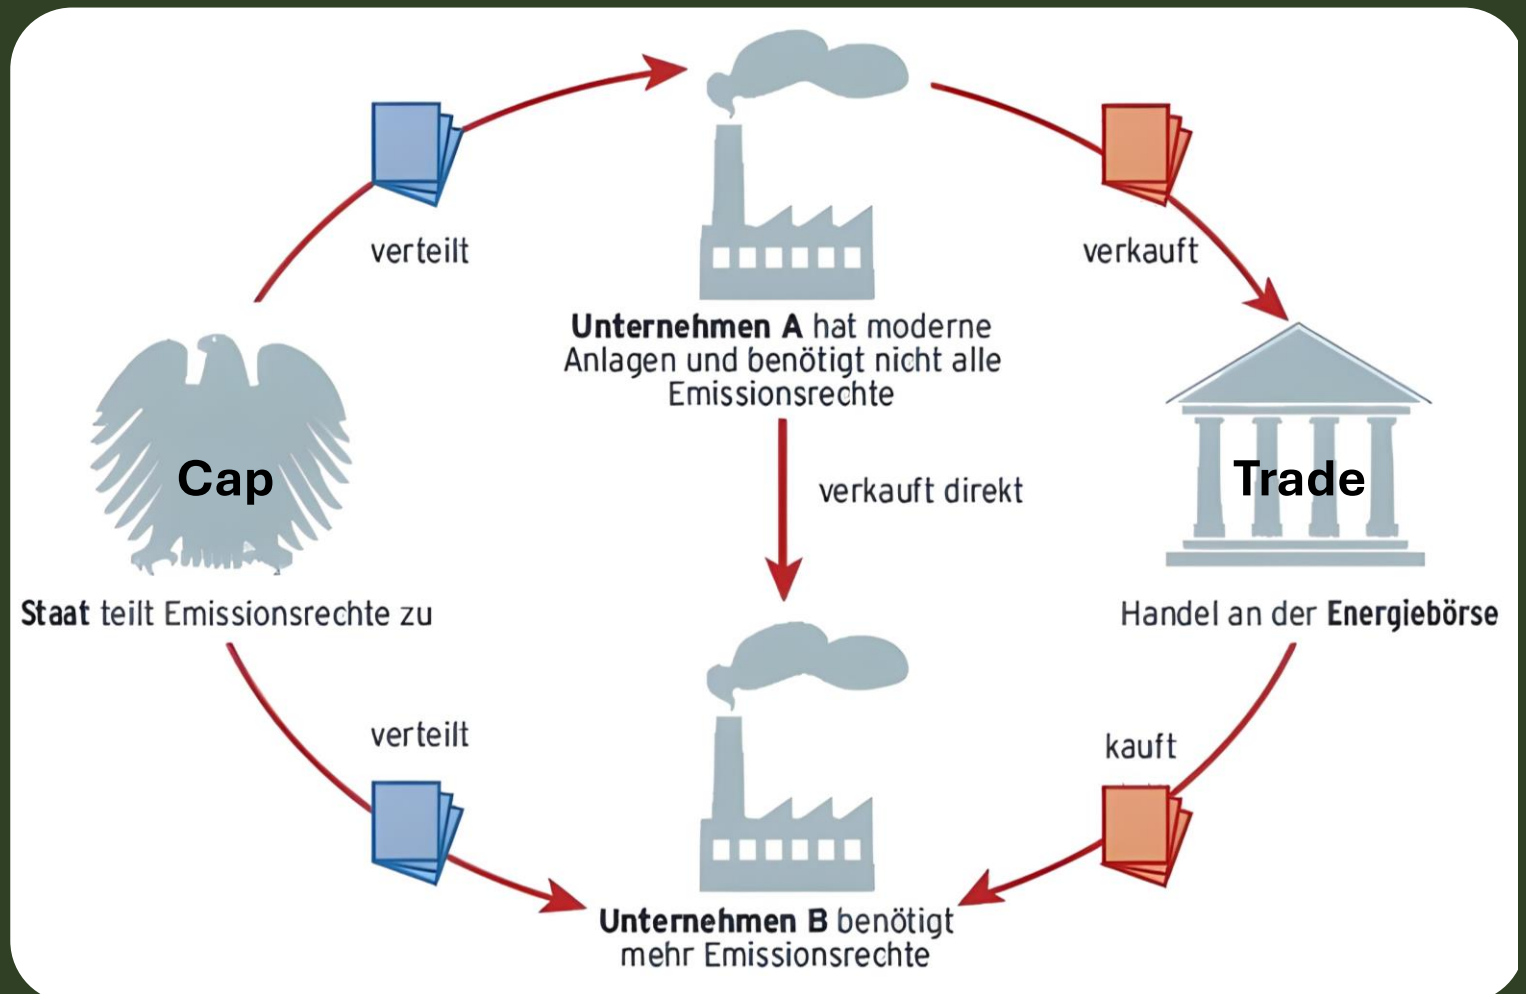 verteilt
verkauft
Unternehmen A hat moderne
Anlagen und benötigt nicht alle
Emissionsrechte
Cap
Trade
verkauft direkt
Staat teilt Emissionsrechte zu
Handel an der Energiebörse
verteilt
kauft
Unternehmen B benötigt
mehr Emissionsrechte